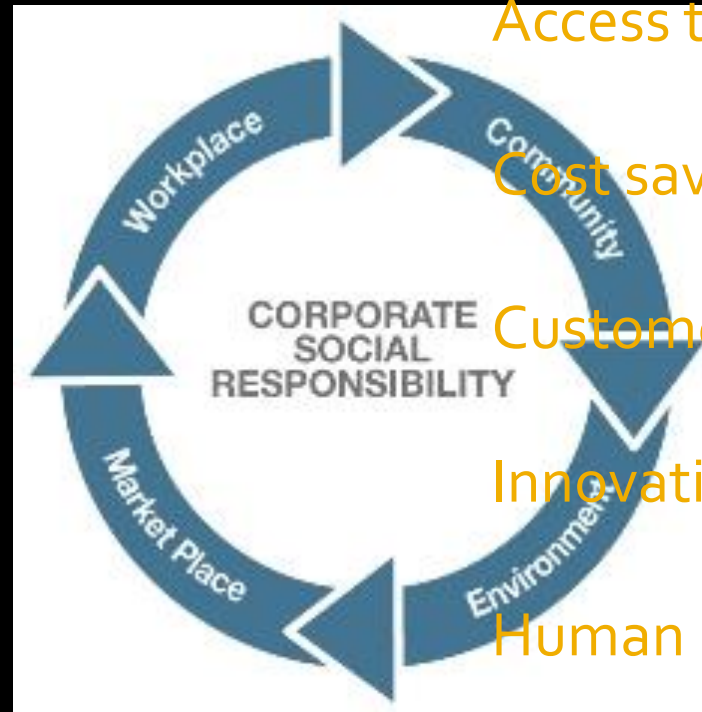 Workplace
Community
CORPORATE
SOCIAL
RESPONSIBILITY
Market Place
Environment
Access t
Cost sav
Custome
Innovati
Human